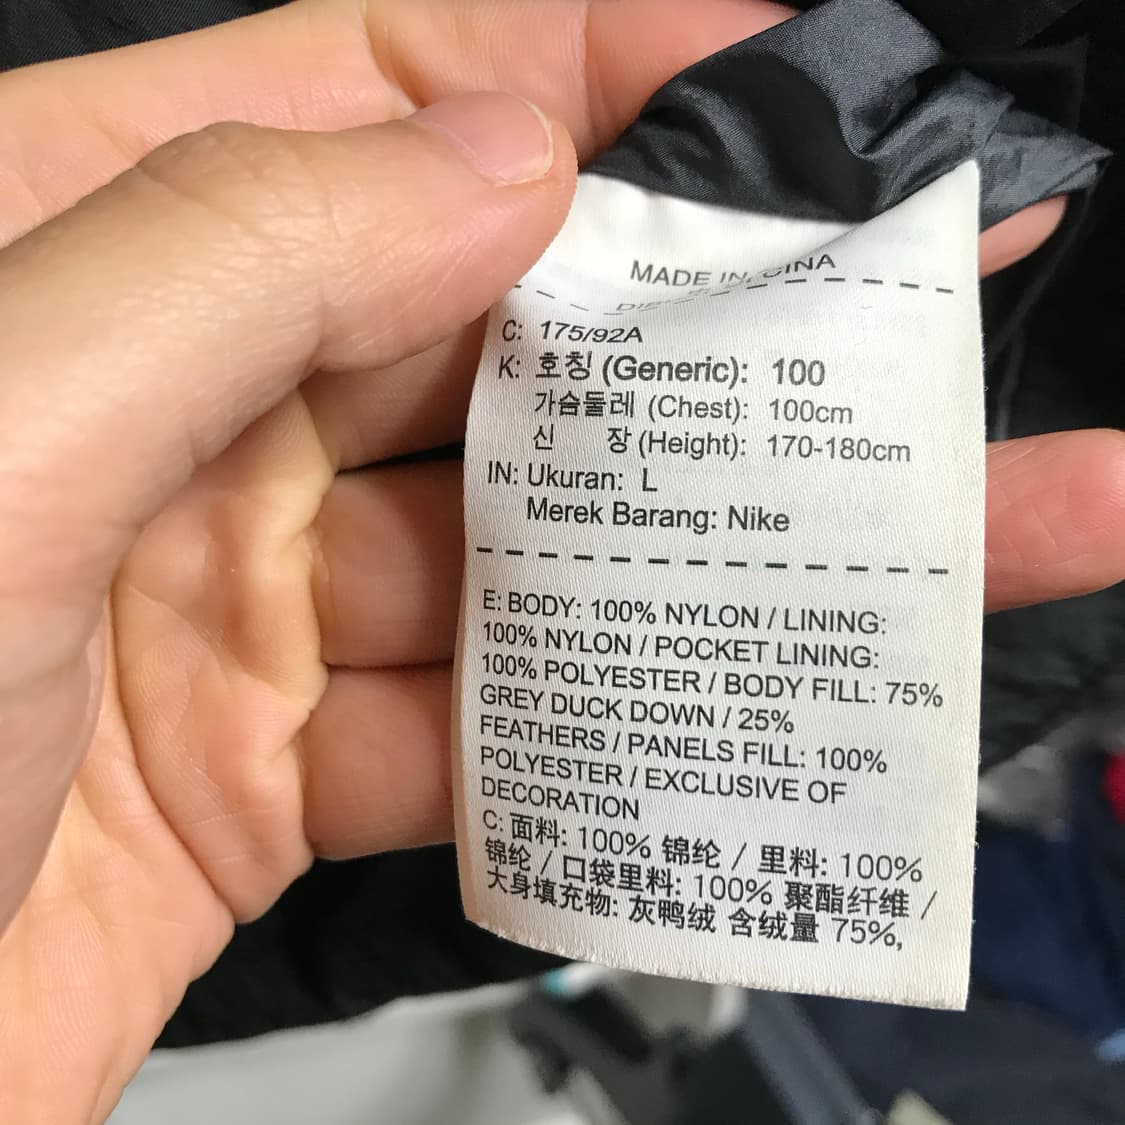 MADE IN
C: 175/92A
K: 호칭 (Generic): 100
가슴둘레 (Chest): 100cm
신 장 (Height): 170-180cm
IN: Ukuran: L
Merek Barang: Nike
E: BODY: 100% NYLON / LINING:
100% NYLON / POCKET LINING:
100% POLYESTER / BODY FILL: 75%
GREY DUCK DOWN / 25%
FEATHERS / PANELS FILL: 100%
POLYESTER / EXCLUSIVE OF
DECORATION
C: 面料: 100% 锦纶 / 里料: 100%
锦纶 / 口袋里料: 100% 聚酯纤维 /
大身填充物: 灰鸭绒 含绒量 75%,